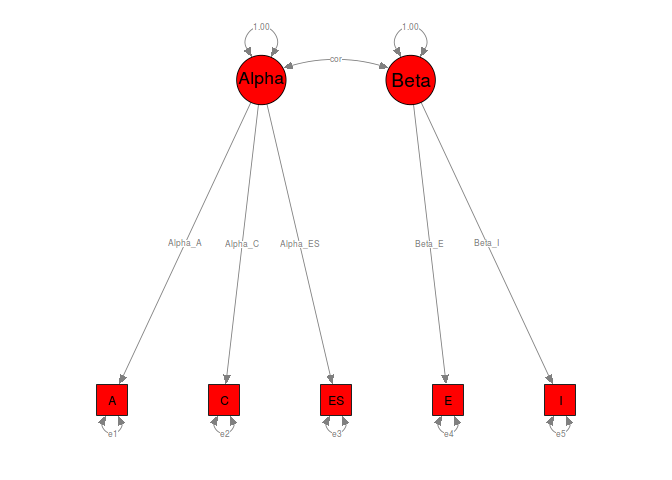 1.00 1.00
cor
Alpha Beta
Alpha_A Alpha_C Alpha_ES Beta_E Beta_I
A C ES E I
e1 e2 e3 e4 e5